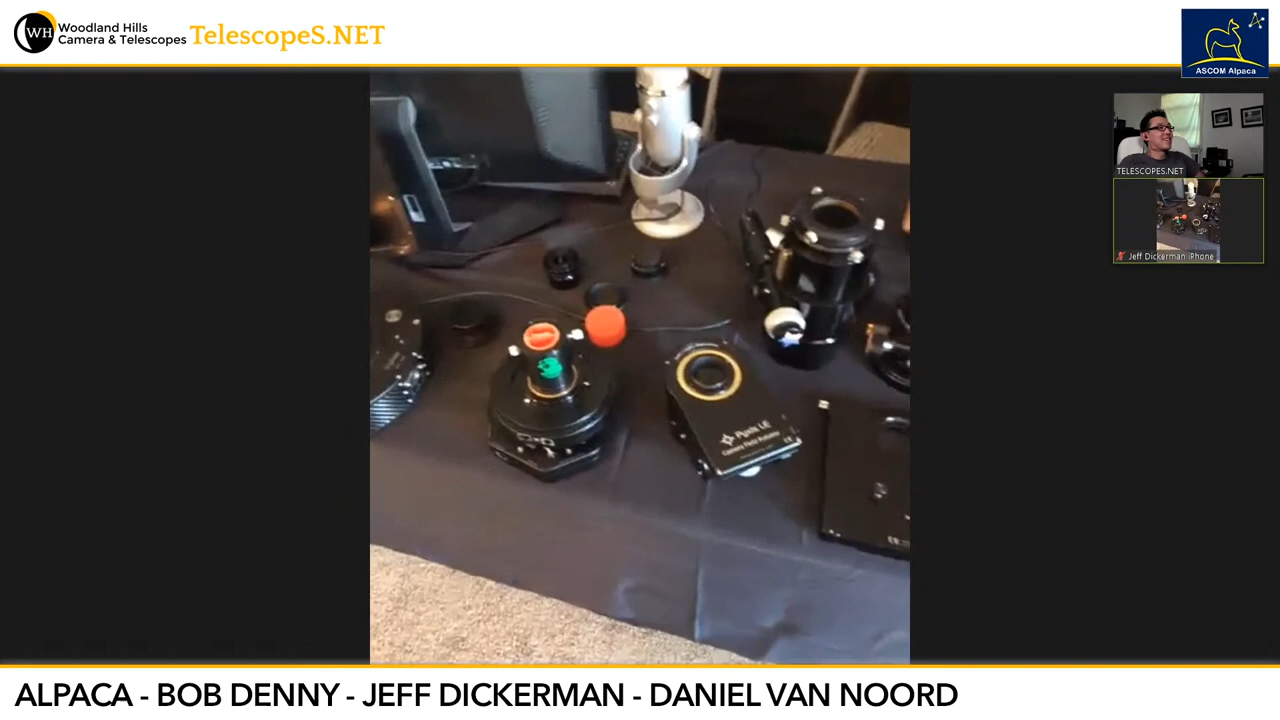 WH
Woodland Hills
Camera & Telescopes
TelescopeS.NET
ASCOM Alpaca
TELESCOPES.NET
Jeff Dickerman iPhone
Pyxis LE
Camera Field Rotator
ALPACA - BOB DENNY - JEFF DICKERMAN - DANIEL VAN NOORD